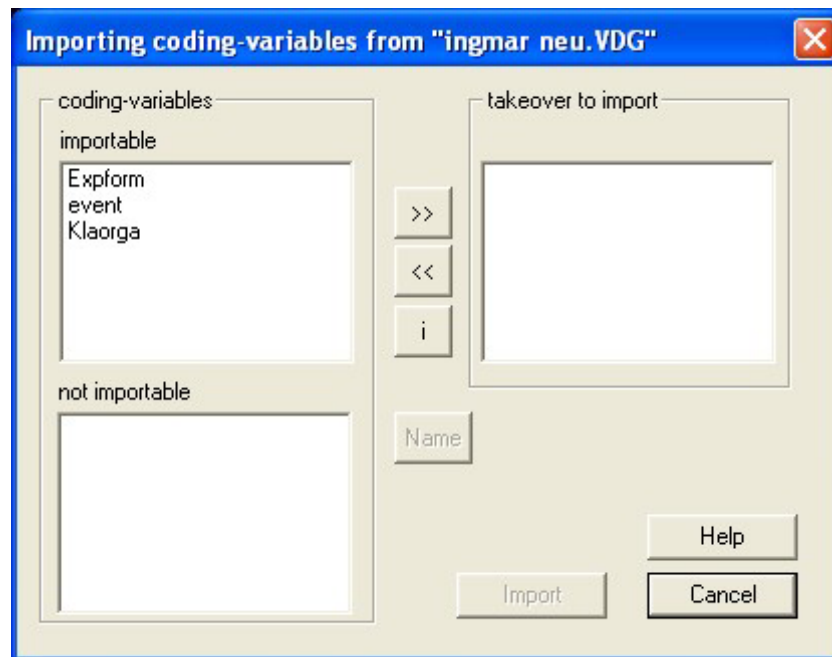 Importing coding-variables from "ingmar neu.VDG"
coding-variables
importable
Expform
event
Klaorga
not importable
>>
<<
i
Name
takeover to import
Help
Import
Cancel